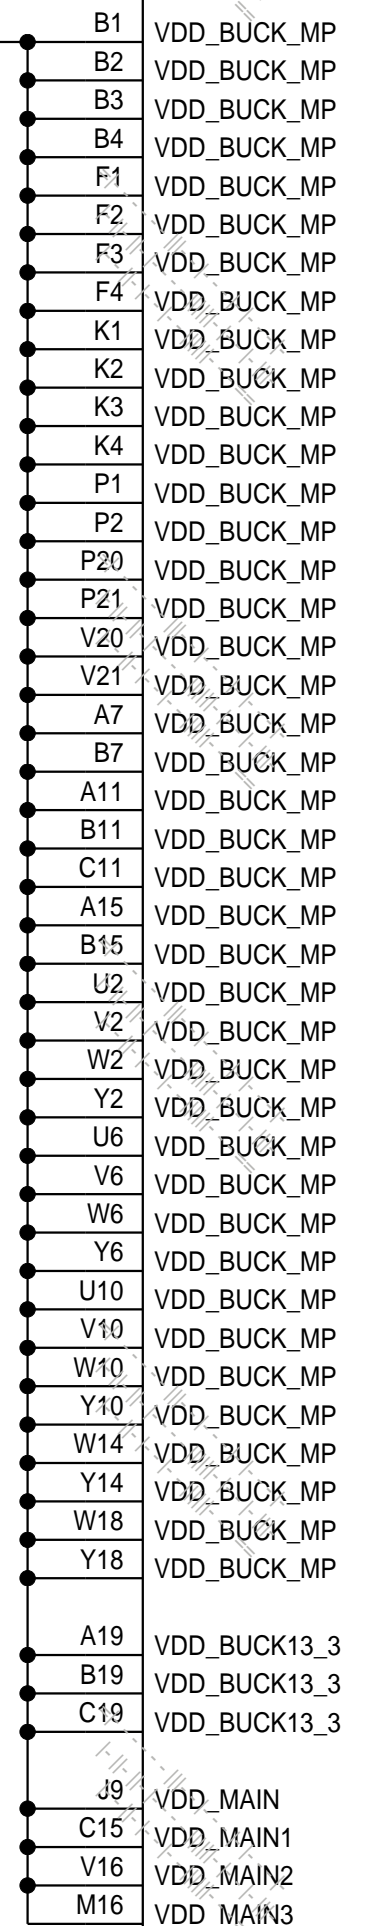 B1 VDD_BUCK_MP
B2 VDD_BUCK_MP
B3 VDD_BUCK_MP
B4 VDD_BUCK_MP
F1 VDD_BUCK_MP
F2 VDD_BUCK_MP
F3 VDD_BUCK_MP
F4 VDD_BUCK_MP
K1 VDD_BUCK_MP
K2 VDD_BUCK_MP
K3 VDD_BUCK_MP
K4 VDD_BUCK_MP
P1 VDD_BUCK_MP
P2 VDD_BUCK_MP
P20 VDD_BUCK_MP
P21 VDD_BUCK_MP
V20 VDD_BUCK_MP
V21 VDD_BUCK_MP
A7 VDD_BUCK_MP
B7 VDD_BUCK_MP
A11 VDD_BUCK_MP
B11 VDD_BUCK_MP
C11 VDD_BUCK_MP
A15 VDD_BUCK_MP
B15 VDD_BUCK_MP
U2 VDD_BUCK_MP
V2 VDD_BUCK_MP
W2 VDD_BUCK_MP
Y2 VDD_BUCK_MP
U6 VDD_BUCK_MP
V6 VDD_BUCK_MP
W6 VDD_BUCK_MP
Y6 VDD_BUCK_MP
U10 VDD_BUCK_MP
V10 VDD_BUCK_MP
W10 VDD_BUCK_MP
Y10 VDD_BUCK_MP
W14 VDD_BUCK_MP
Y14 VDD_BUCK_MP
W18 VDD_BUCK_MP
Y18 VDD_BUCK_MP
A19 VDD_BUCK13_3
B19 VDD_BUCK13_3
C19 VDD_BUCK13_3
J9 VDD_MAIN
C15 VDD_MAIN1
V16 VDD_MAIN2
M16 VDD_MAIN3